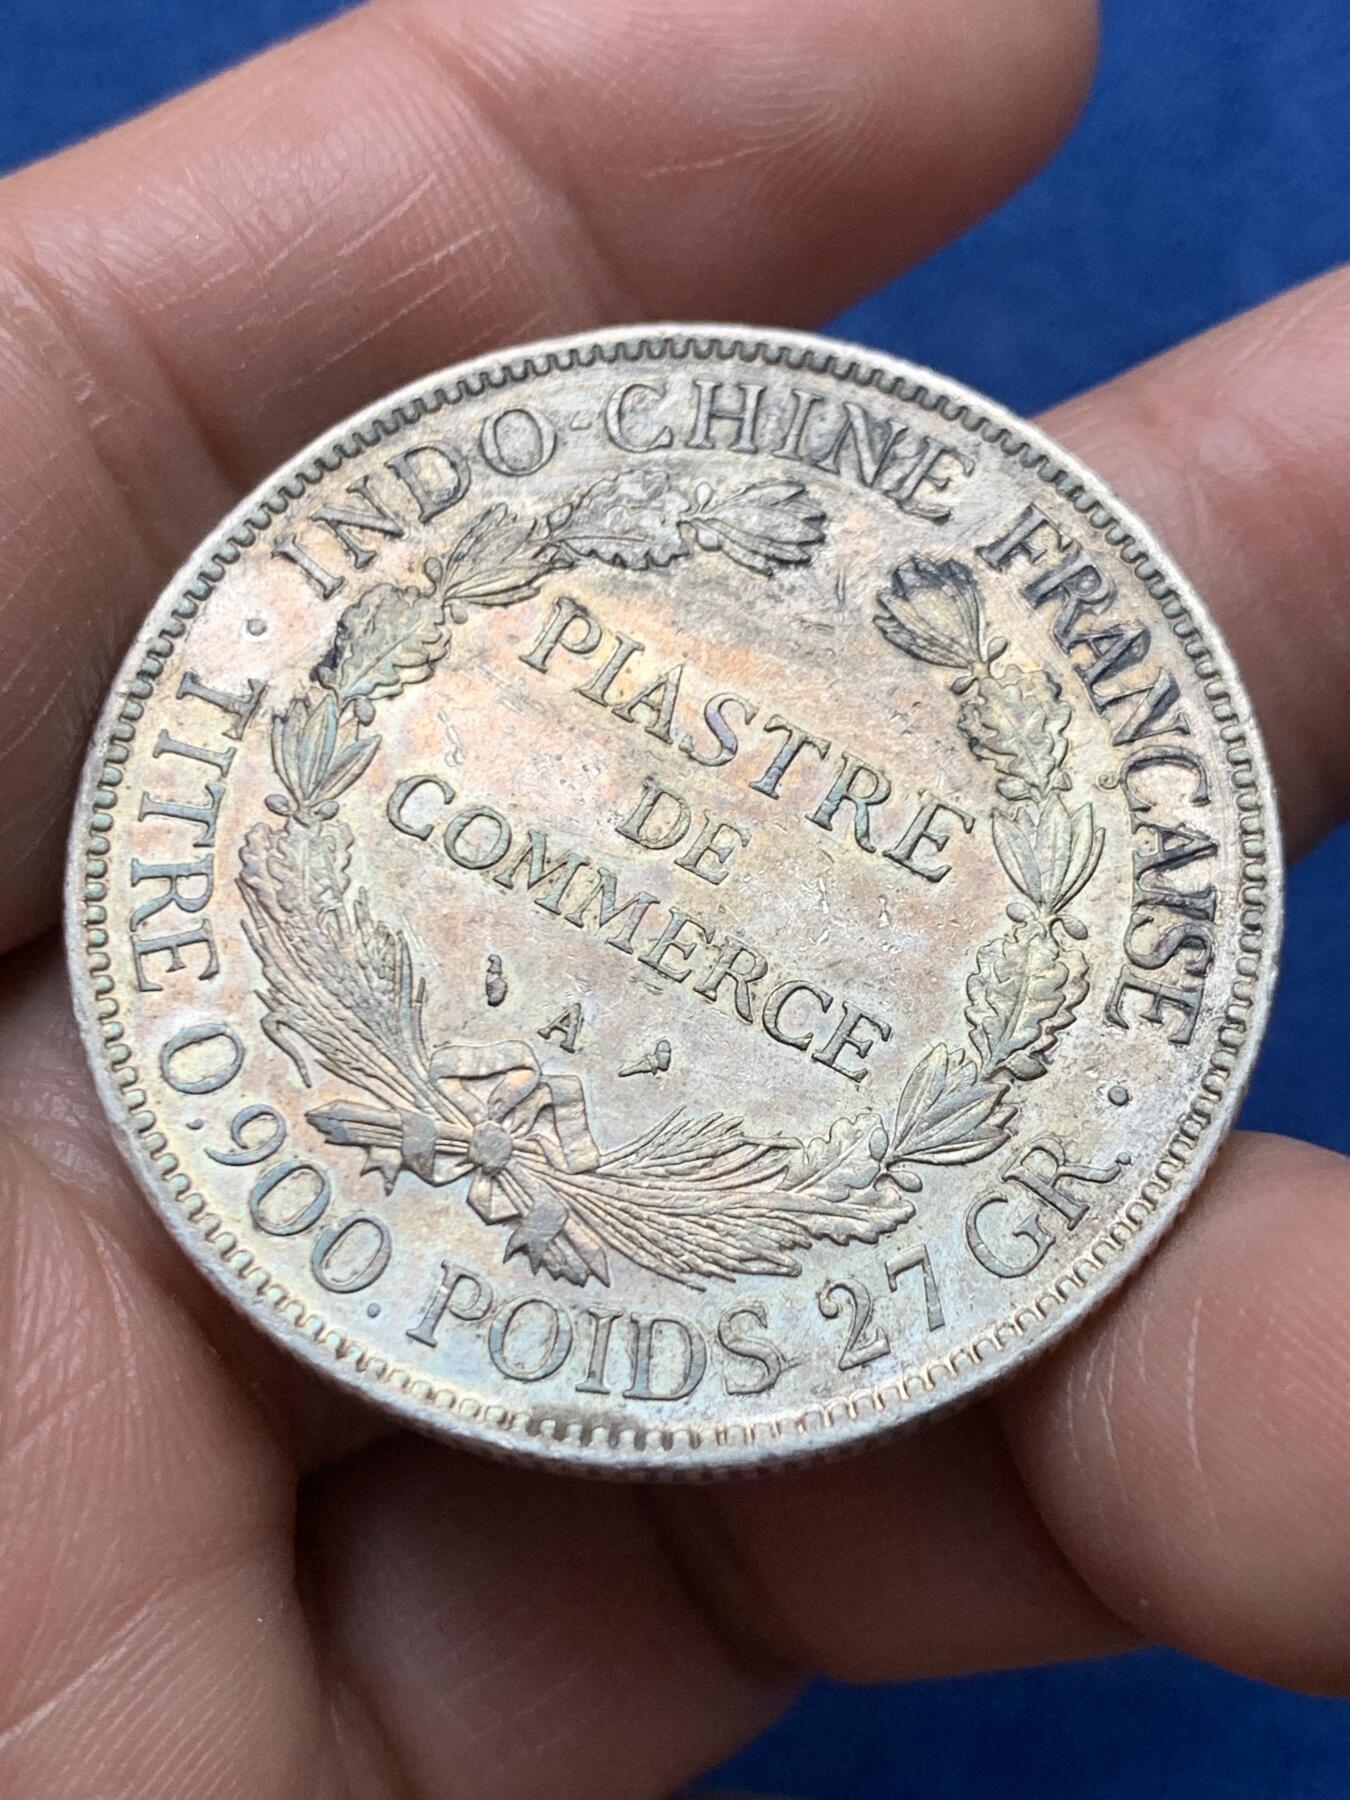 INDO-CHINE FRANÇAISE
PIASTRE
DE
COMMERCE
A
TITRE 0,900. POIDS 27 GR.